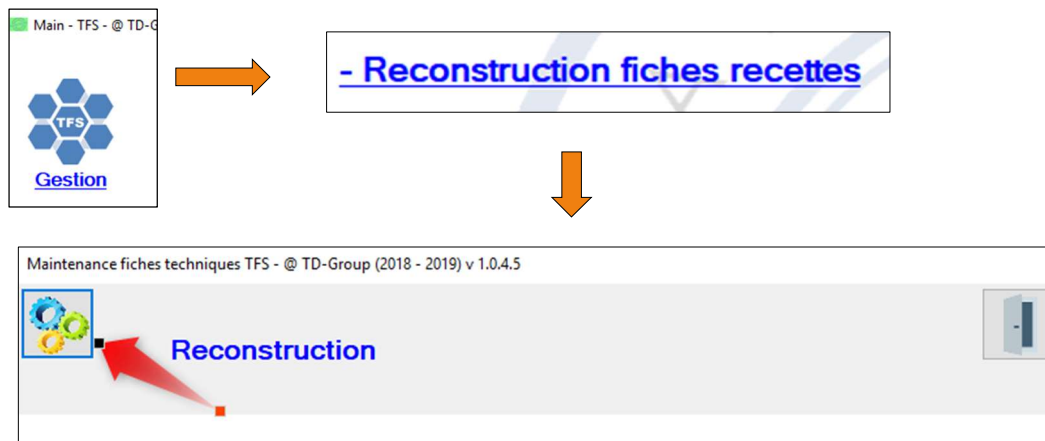 Main - TFS - @ TD-G
TFS
Gestion
- Reconstruction fiches recettes
Maintenance fiches techniques TFS - @ TD-Group (2018 - 2019) v 1.0.4.5
Reconstruction